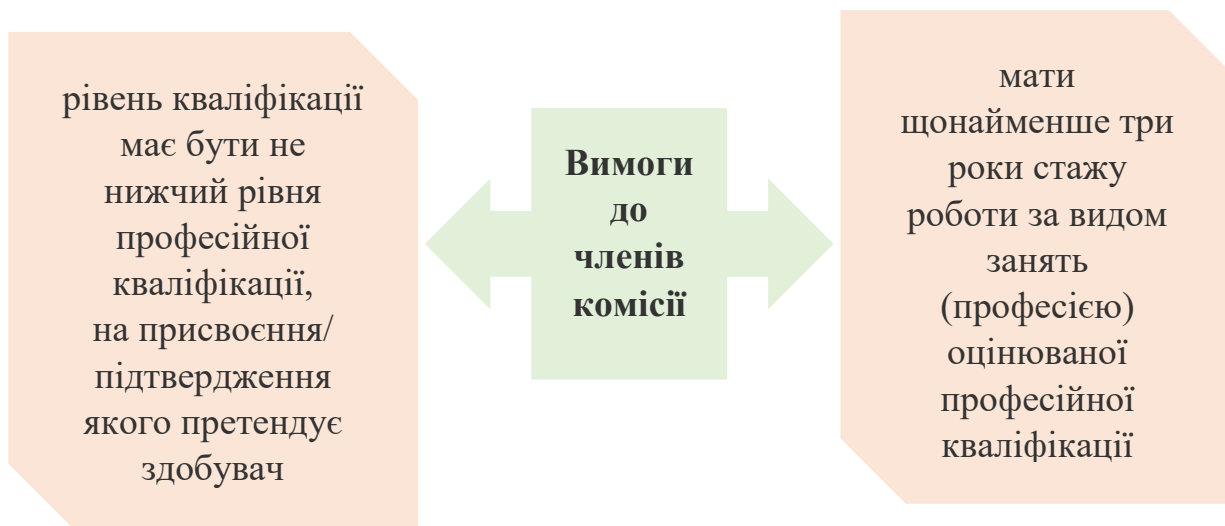 рівень кваліфікації
має бути не
нижчий рівня
професійної
кваліфікації,
на присвоєння/
підтвердження
якого претендує
здобувач
Вимоги
до
членів
комісії
мати
щонайменше три
роки стажу
роботи за видом
занять
(професією)
оцінюваної
професійної
кваліфікації